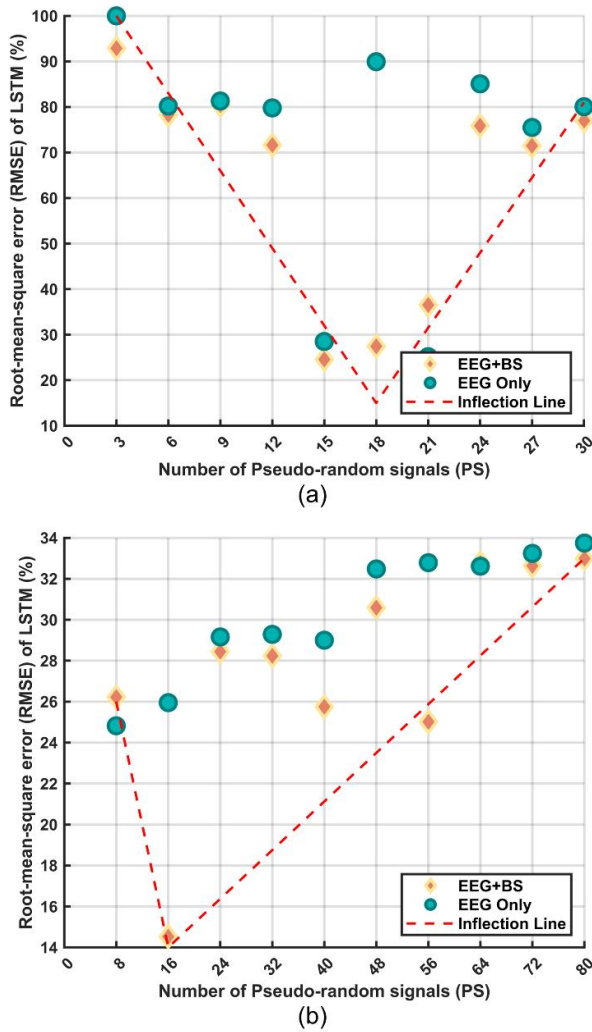 Root-mean-square error (RMSE) of LSTM (%)
100
90
80
70
60
50
40
30
20
10
EEG+BS
EEG Only
Inflection Line
0 3 6 9 12 15 18 21 24 27 30
Number of Pseudo-random signals (PS)
(a)
Root-mean-square error (RMSE) of LSTM (%)
34
32
30
28
26
24
22
20
18
16
14
EEG+BS
EEG Only
Inflection Line
0 8 16 24 32 40 48 56 64 72 80
Number of Pseudo-random signals (PS)
(b)